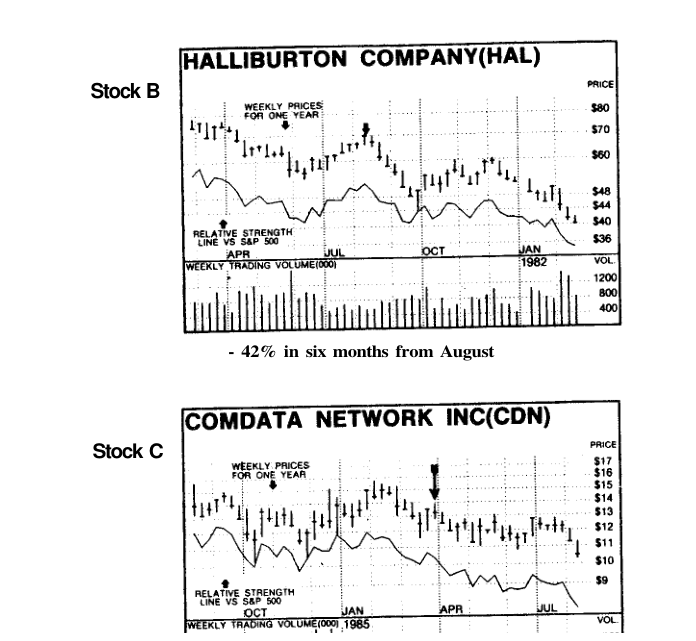 HALLIBURTON COMPANY(HAL)
Stock B
PRICE
WEEKLY PRICES
FOR ONE YEAR
$80
$70
$60
$48
$44
$40
$36
RELATIVE STRENGTH
LINE VS S&P 500
APR JUL OCT JAN
1982
WEEKLY TRADING VOLUME(000)
VOL.
1200
800
400
- 42% in six months from August
COMDATA NETWORK INC(CDN)
Stock C
PRICE
WEEKLY PRICES
FOR ONE YEAR
$17
$16
$15
$14
$13
$12
$11
$10
$9
RELATIVE STRENGTH
LINE VS S&P 500
OCT JAN APR JUL
WEEKLY TRADING VOLUME(000) 1985
VOL.